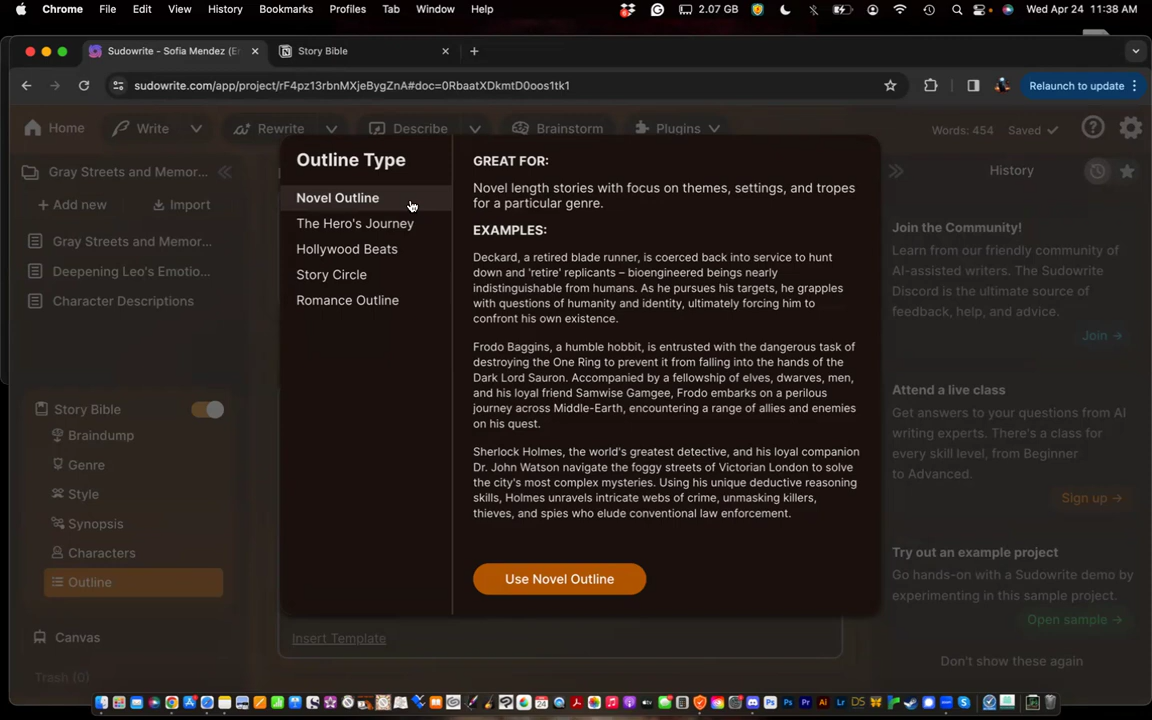 Chrome File Edit View History Bookmarks Profiles Tab Window Help 2.07 GB Wed Apr 24 11:38 AM
Sudowrite - Sofia Mendez (E Story Bible
sudowrite.com/app/project/rF4pz13rbnMXjeBygZnA#doc=0RbaatXDkmtD0oos1tk1 Relaunch to update
Home Write Rewrite Describe Brainstorm Plugins Words: 454 Saved
Gray Streets and Memor...
Add new Import
Gray Streets and Memor...
Deepening Leo's Emotio...
Character Descriptions
Story Bible
Braindump
Genre
Style
Synopsis
Characters
Outline
Canvas
Trash (0)
Outline Type
Novel Outline
The Hero's Journey
Hollywood Beats
Story Circle
Romance Outline
GREAT FOR:
Novel length stories with focus on themes, settings, and tropes
for a particular genre.
EXAMPLES:
Deckard, a retired blade runner, is coerced back into service to hunt
down and 'retire' replicants – bioengineered beings nearly
indistinguishable from humans. As he pursues his targets, he grapples
with questions of humanity and identity, ultimately forcing him to
confront his own existence.
Frodo Baggins, a humble hobbit, is entrusted with the dangerous task of
destroying the One Ring to prevent it from falling into the hands of the
Dark Lord Sauron. Accompanied by a fellowship of elves, dwarves, men,
and his loyal friend Samwise Gamgee, Frodo embarks on a perilous
journey across Middle-Earth, encountering a range of allies and enemies
on his quest.
Sherlock Holmes, the world's greatest detective, and his loyal companion
Dr. John Watson navigate the foggy streets of Victorian London to solve
the city's most complex mysteries. Using his unique deductive reasoning
skills, Holmes unravels intricate webs of crime, unmasking killers,
thieves, and spies who elude conventional law enforcement.
Use Novel Outline
Insert Template
History
Join the Community!
Learn from our friendly community of
AI-assisted writers. The Sudowrite
Discord is the ultimate source of
feedback, help, and advice.
Join →
Attend a live class
Get answers to your questions from AI
writing experts. There's a class for
every skill level, from Beginner
to Advanced.
Sign up →
Try out an example project
Go hands-on with a Sudowrite demo by
experimenting in this sample project.
Open sample →
Don't show these again